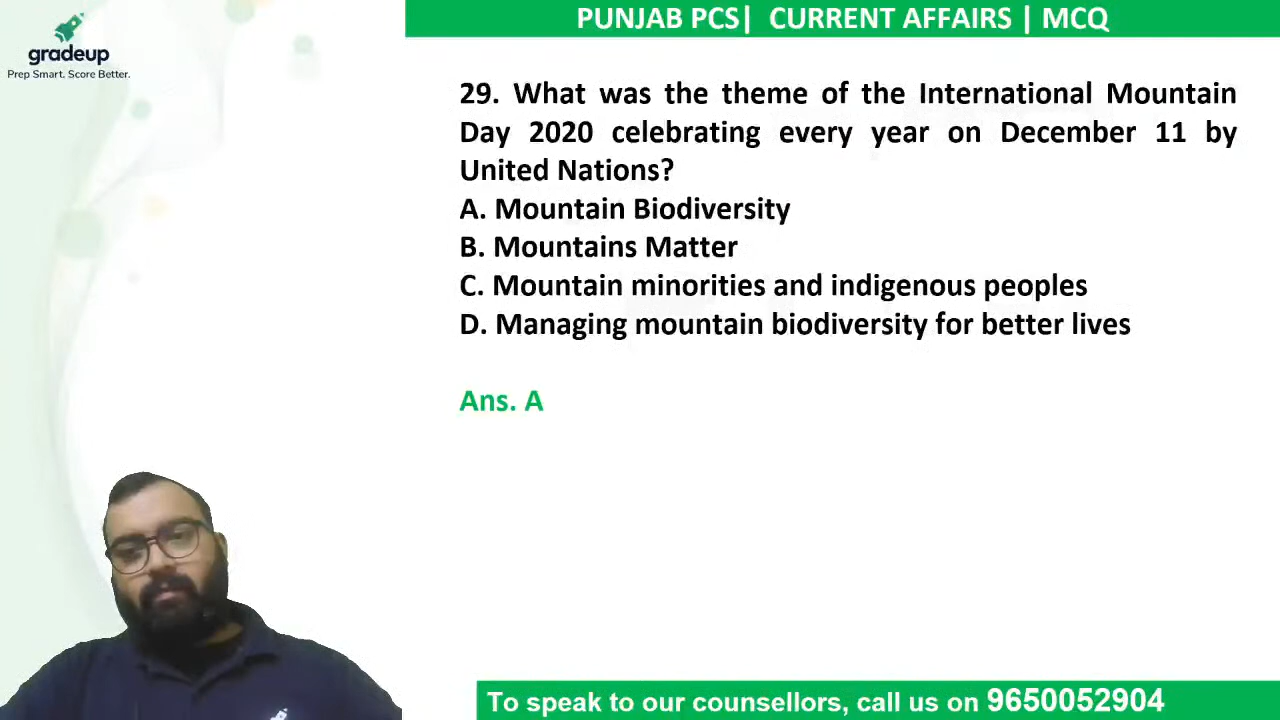 gradeup
Prep Smart. Score Better.
PUNJAB PCS| CURRENT AFFAIRS | MCQ
29. What was the theme of the International Mountain
Day 2020 celebrating every year on December 11 by
United Nations?
A. Mountain Biodiversity
B. Mountains Matter
C. Mountain minorities and indigenous peoples
D. Managing mountain biodiversity for better lives
Ans. A
To speak to our counsellors, call us on 9650052904